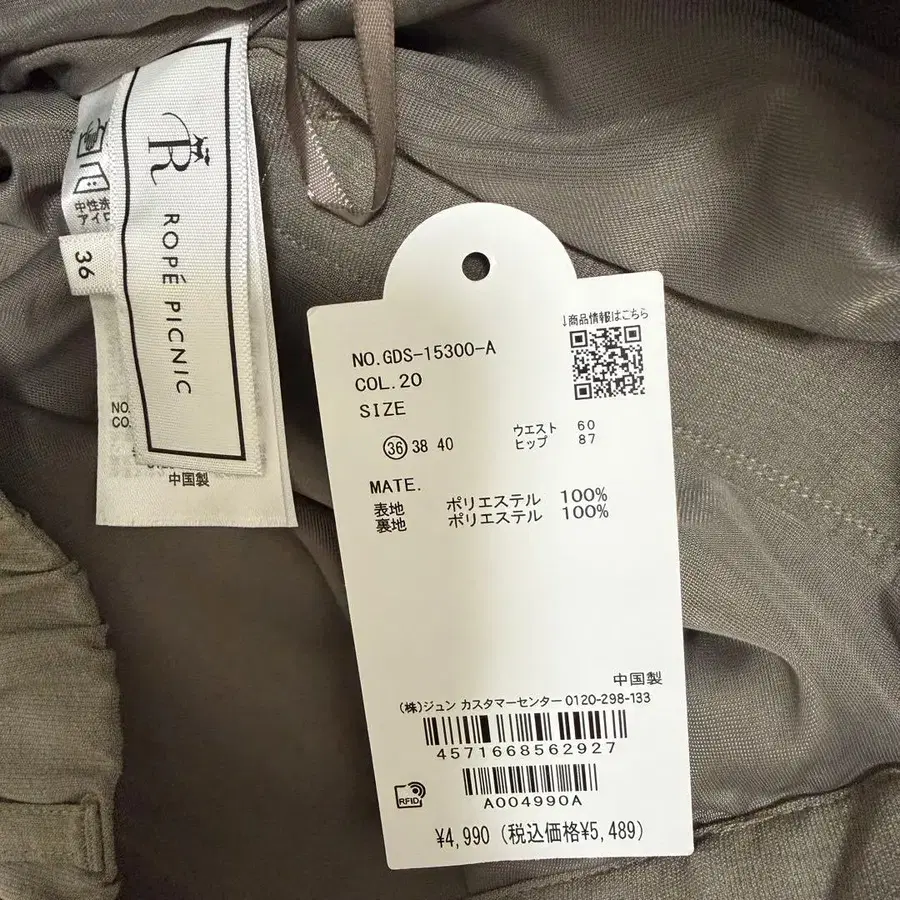 R
ROPÉ PICNIC
中性洗
アイロ
36
NO.
CO.
中国製
↓商品情報はこちら
NO.GDS-15300-A
COL.20
SIZE
36 38 40
ウエスト 60
ヒップ 87
MATE.
表地 ポリエステル 100%
裏地 ポリエステル 100%
中国製
(株)ジュン カスタマーセンター 0120-298-133
4571668562927
RFID
A004990A
¥4,990 (税込価格¥5,489)